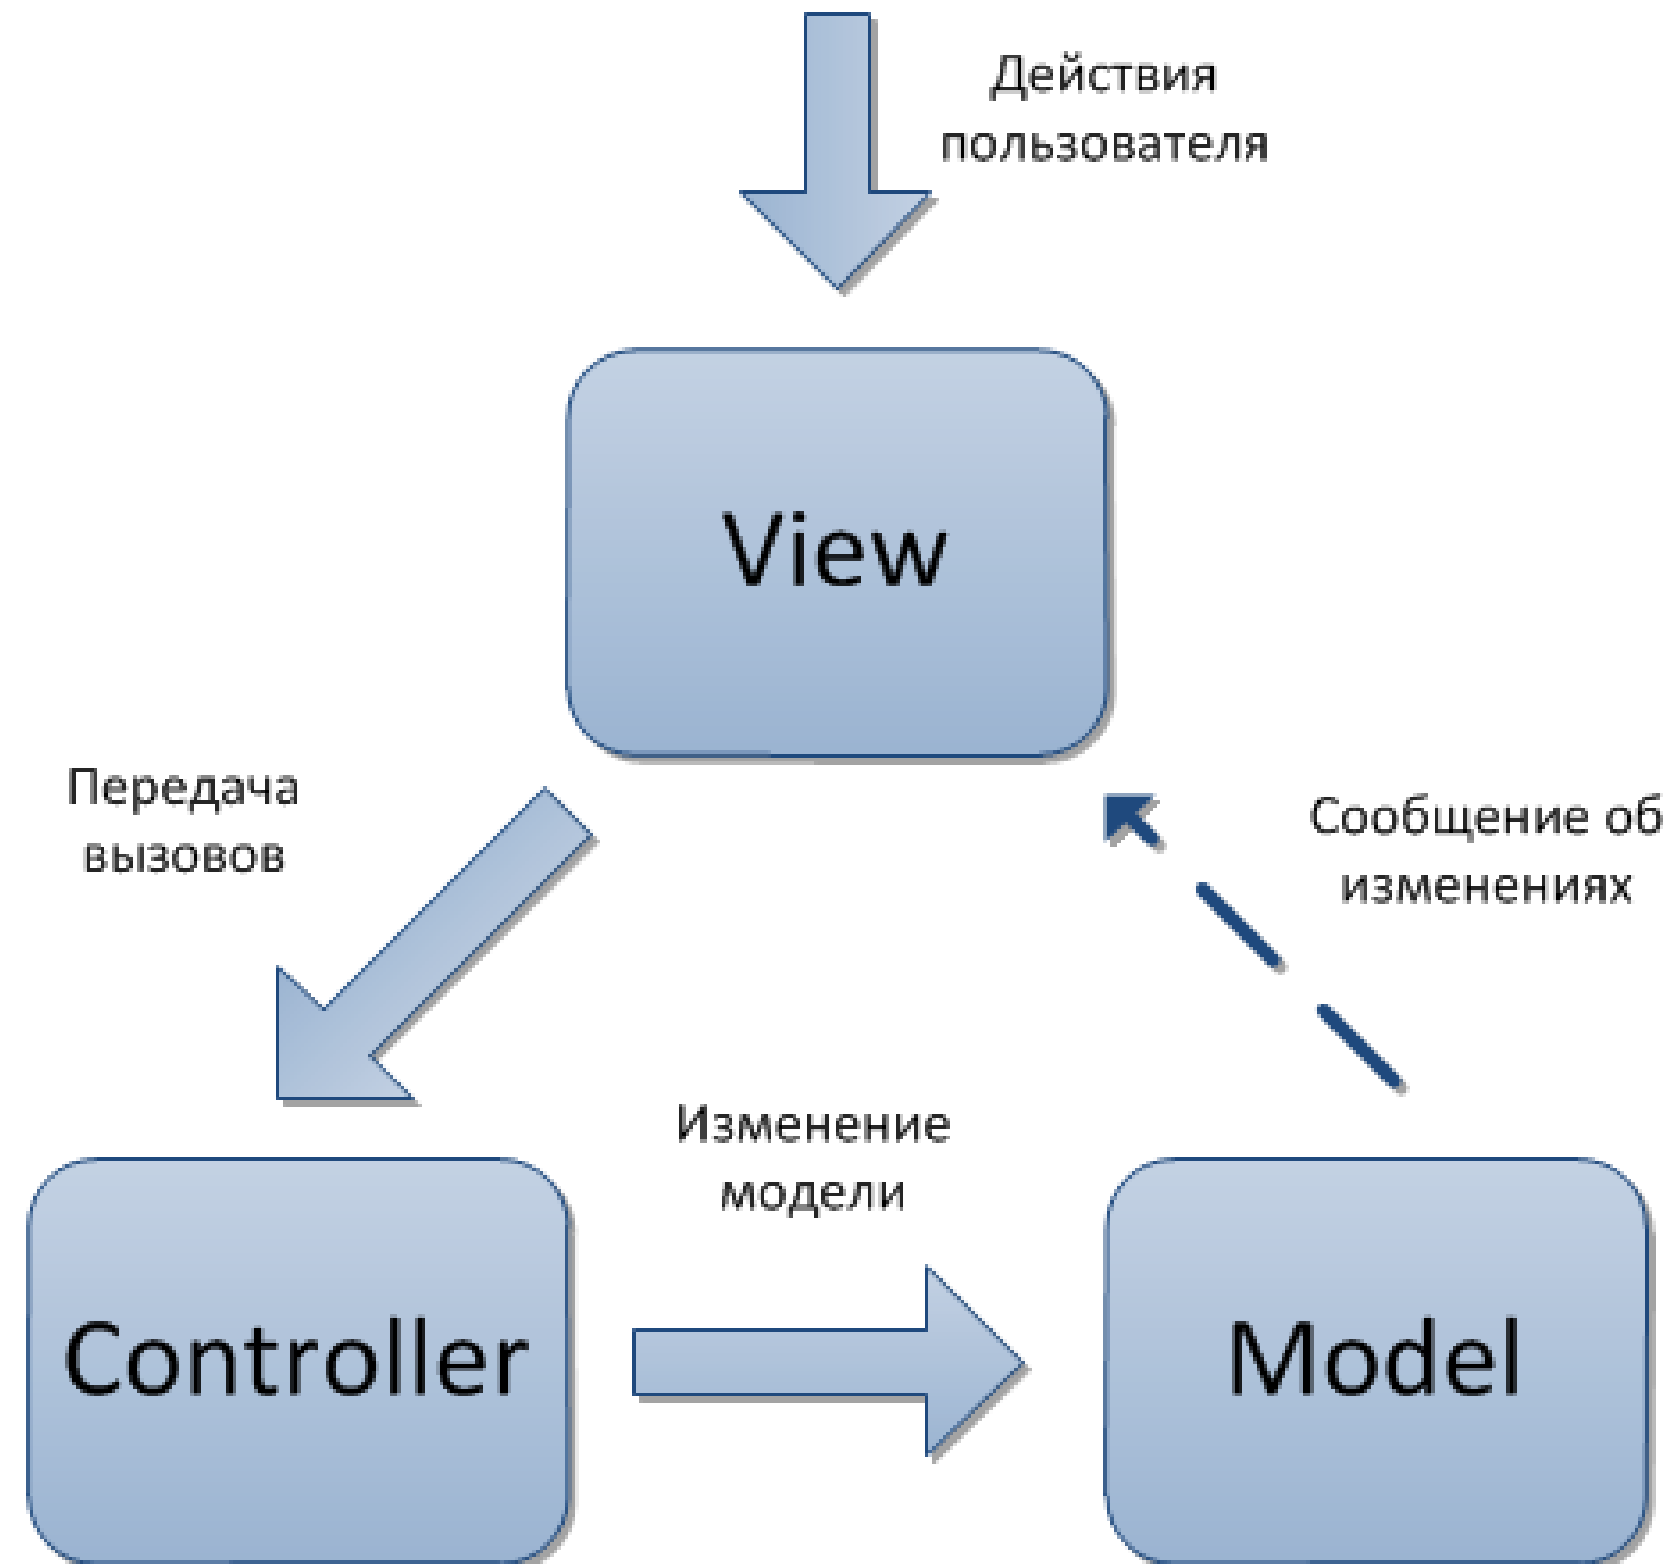 Действия
пользователя
View
Передача
вызовов
Сообщение об
изменениях
Изменение
модели
Controller
Model